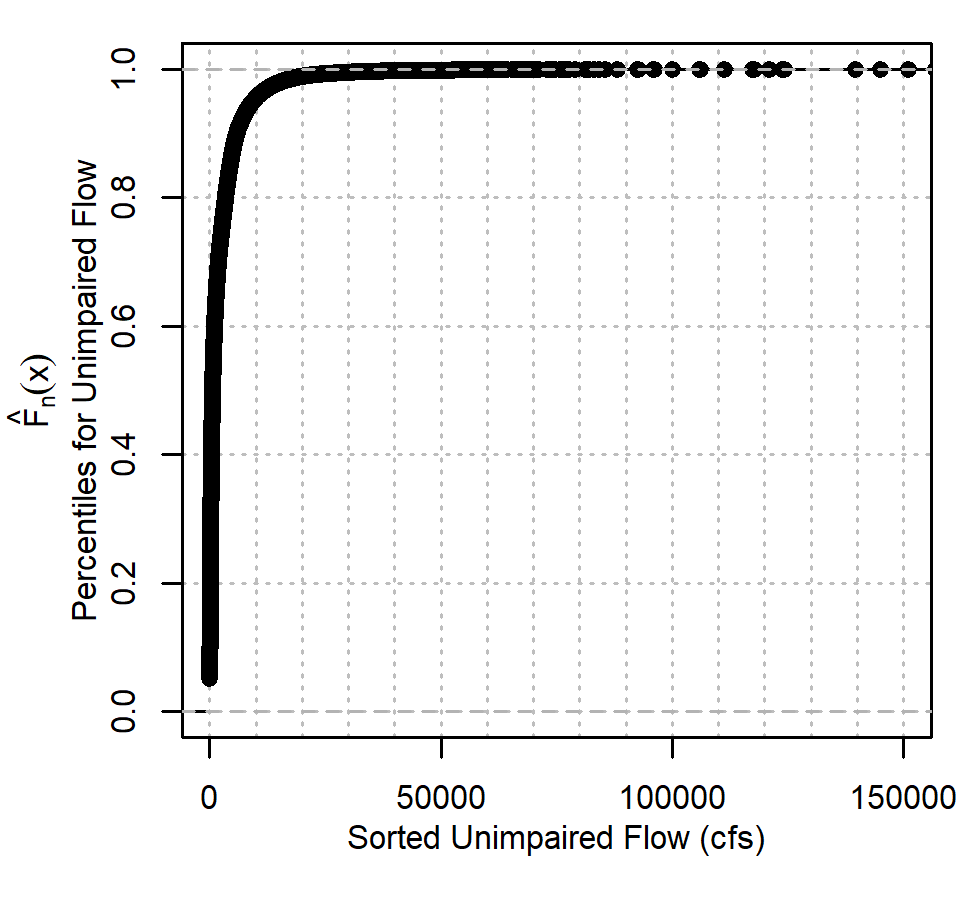 F̂n(x)
Percentiles for Unimpaired Flow
1.0
0.8
0.6
0.4
0.2
0.0
0 50000 100000 150000
Sorted Unimpaired Flow (cfs)